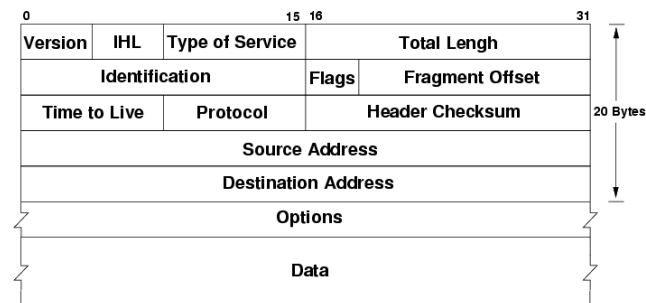 0 15 16 31
Version IHL Type of Service Total Lengh
Identification Flags Fragment Offset
Time to Live Protocol Header Checksum 20 Bytes
Source Address
Destination Address
Options
Data